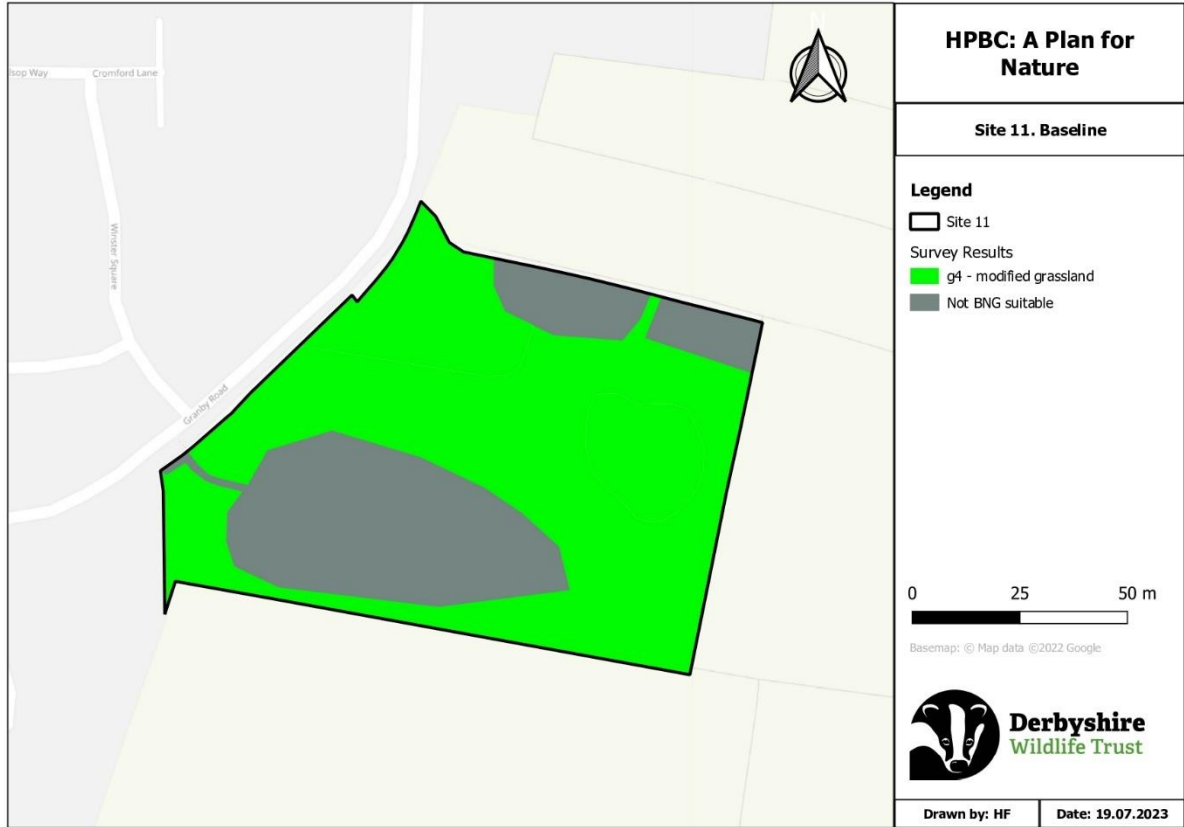 lsop Way
Cromford Lane
Winster Square
Granby Road
N
HPBC: A Plan for
Nature
Site 11. Baseline
Legend
Site 11
Survey Results
g4 - modified grassland
Not BNG suitable
0 25 50 m
Basemap: © Map data ©2022 Google
Derbyshire
Wildlife Trust
Drawn by: HF
Date: 19.07.2023